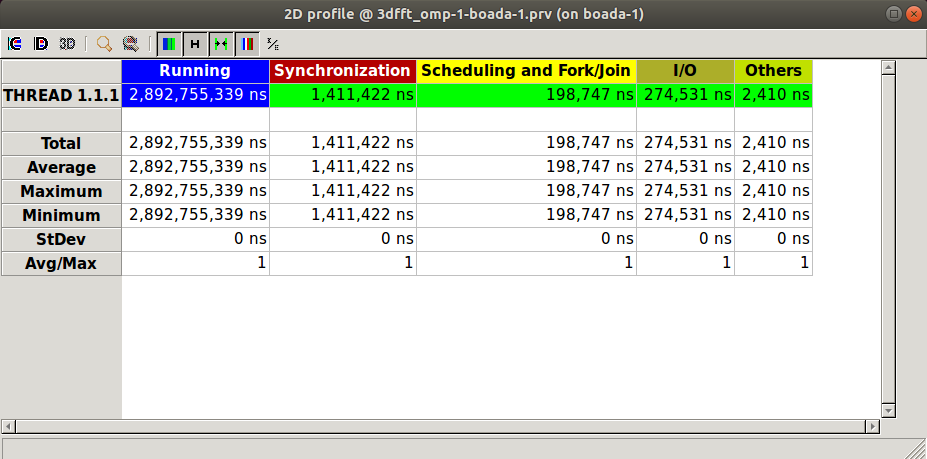 2D profile @ 3dfft_omp-1-boada-1.prv (on boada-1)
3D
Running Synchronization Scheduling and Fork/Join I/O Others
THREAD 1.1.1 2,892,755,339 ns 1,411,422 ns 198,747 ns 274,531 ns 2,410 ns
Total 2,892,755,339 ns 1,411,422 ns 198,747 ns 274,531 ns 2,410 ns
Average 2,892,755,339 ns 1,411,422 ns 198,747 ns 274,531 ns 2,410 ns
Maximum 2,892,755,339 ns 1,411,422 ns 198,747 ns 274,531 ns 2,410 ns
Minimum 2,892,755,339 ns 1,411,422 ns 198,747 ns 274,531 ns 2,410 ns
StDev 0 ns 0 ns 0 ns 0 ns 0 ns
Avg/Max 1 1 1 1 1